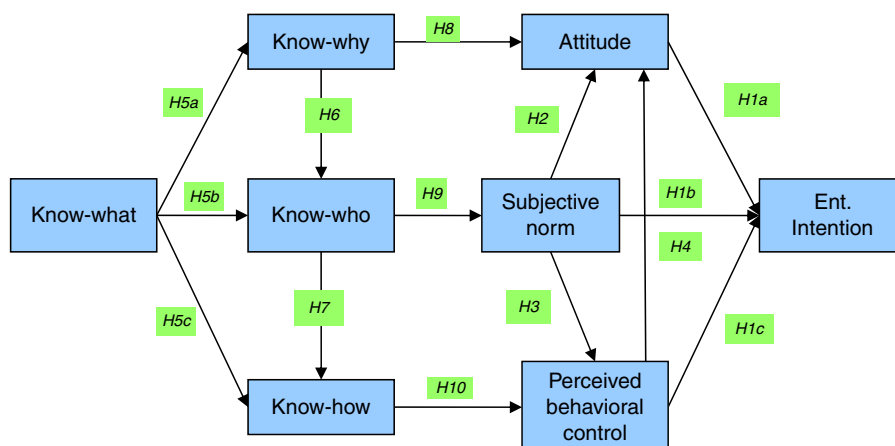 Know-why
H8
Attitude
H5a
H6
H2
H1a
Know-what
H5b
Know-who
H9
Subjective
norm
H1b
Ent.
Intention
H4
H5c
H7
H3
H1c
Know-how
H10
Perceived
behavioral
control